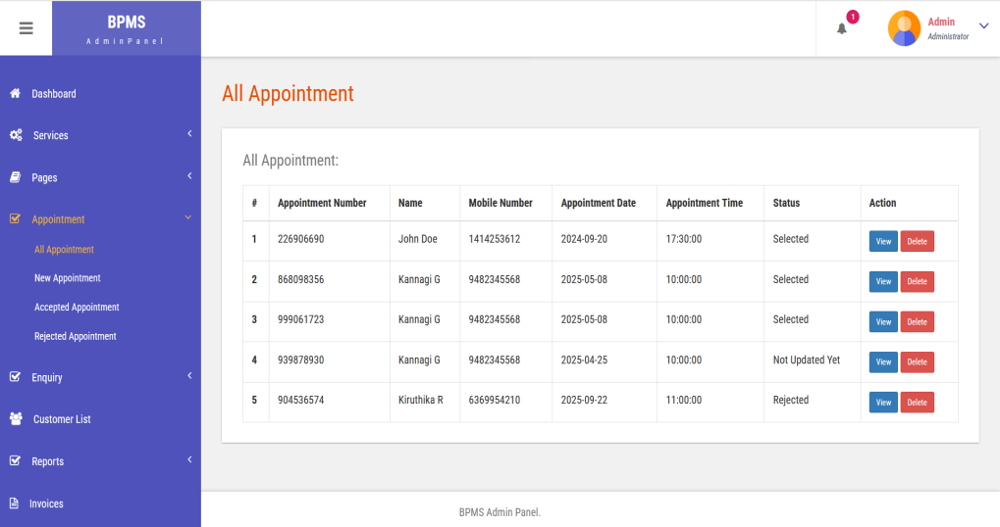 BPMS
AdminPanel
1
Admin
Administrator
Dashboard
Services
Pages
Appointment
All Appointment
New Appointment
Accepted Appointment
Rejected Appointment
Enquiry
Customer List
Reports
Invoices
All Appointment
All Appointment:
# Appointment Number Name Mobile Number Appointment Date Appointment Time Status Action
1 226906690 John Doe 1414253612 2024-09-20 17:30:00 Selected View Delete
2 868098356 Kannagi G 9482345568 2025-05-08 10:00:00 Selected View Delete
3 999061723 Kannagi G 9482345568 2025-05-08 10:00:00 Selected View Delete
4 939878930 Kannagi G 9482345568 2025-04-25 10:00:00 Not Updated Yet View Delete
5 904536574 Kiruthika R 6369954210 2025-09-22 11:00:00 Rejected View Delete
BPMS Admin Panel.